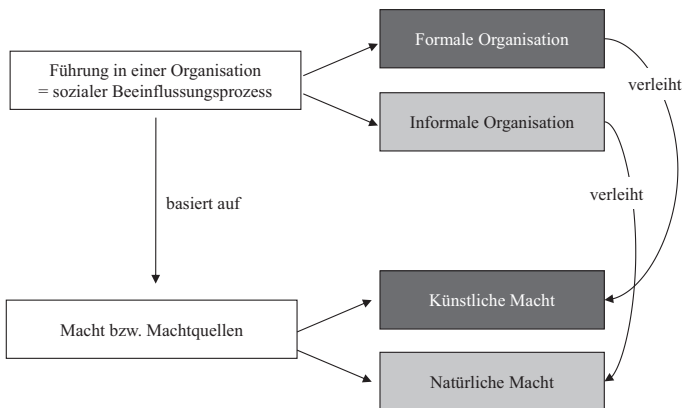 Formale Organisation
Führung in einer Organisation
= sozialer Beeinflussungsprozess
verleiht
Informale Organisation
verleiht
basiert auf
Künstliche Macht
Macht bzw. Machtquellen
Natürliche Macht